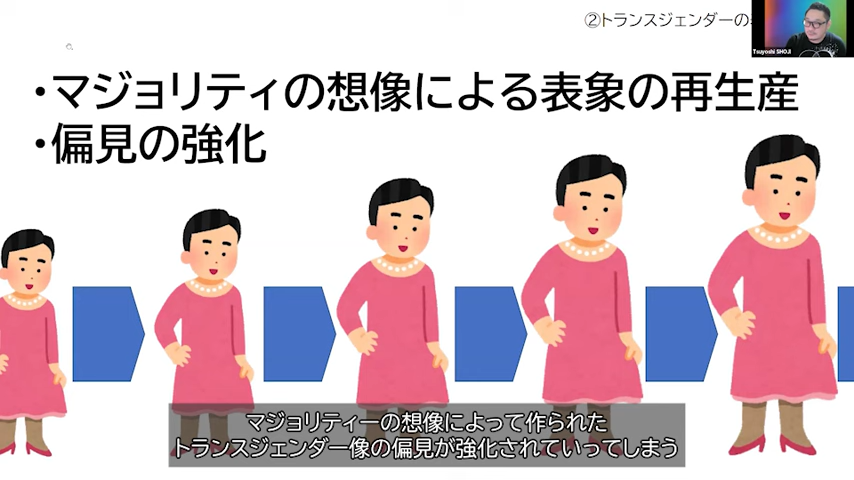 ②トランスジェンダーの
Tsuyoshi SHOJI
・マジョリティの想像による表象の再生産
・偏見の強化
マジョリティーの想像によって作られた
トランスジェンダー像の偏見が強化されていってしまう